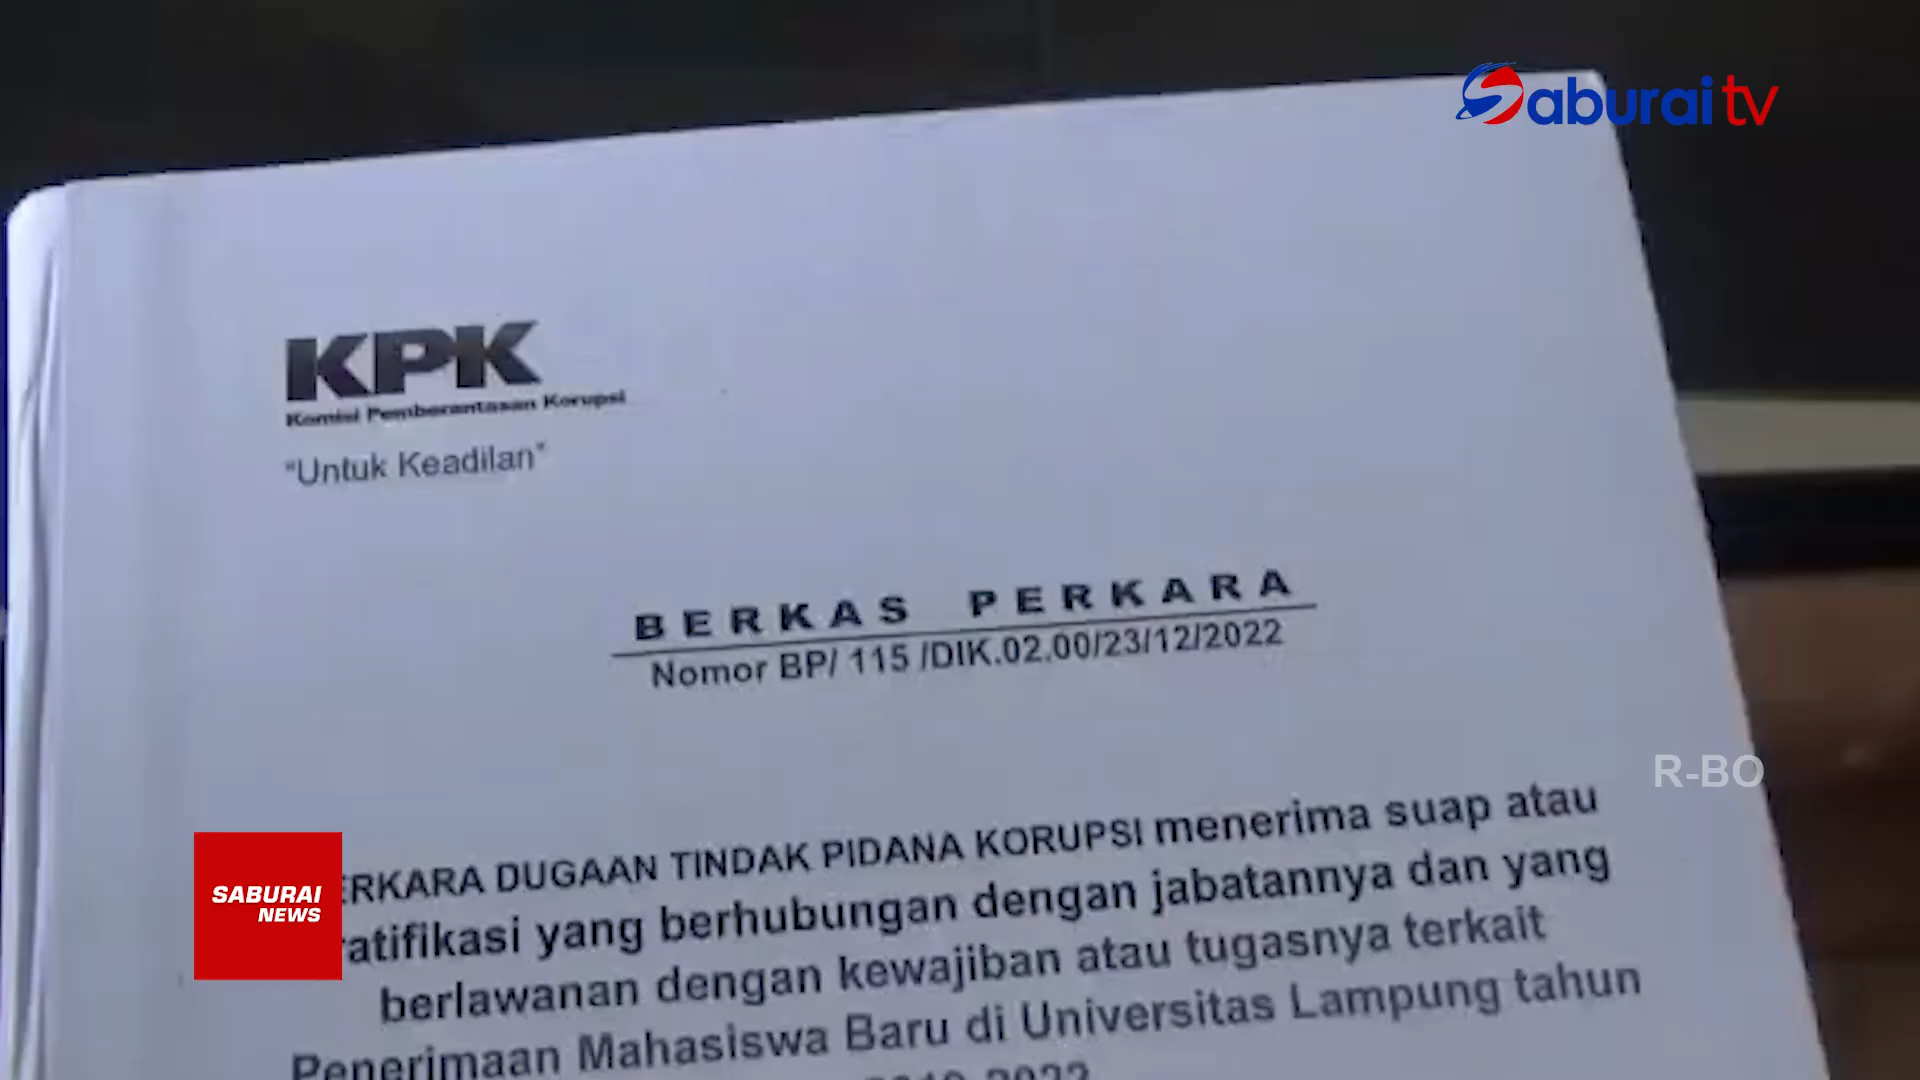 Saburai tv
KPK
Komisi Pemberantasan Korupsi
"Untuk Keadilan"
BERKAS PERKARA
Nomor BP/ 115 /DIK.02.00/23/12/2022
R-BO
ERKARA DUGAAN TINDAK PIDANA KORUPSI menerima suap atau
ratifikasi yang berhubungan dengan jabatannya dan yang
SABURAI
NEWS
berlawanan dengan kewajiban atau tugasnya terkait
Penerimaan Mahasiswa Baru di Universitas Lampung tahun